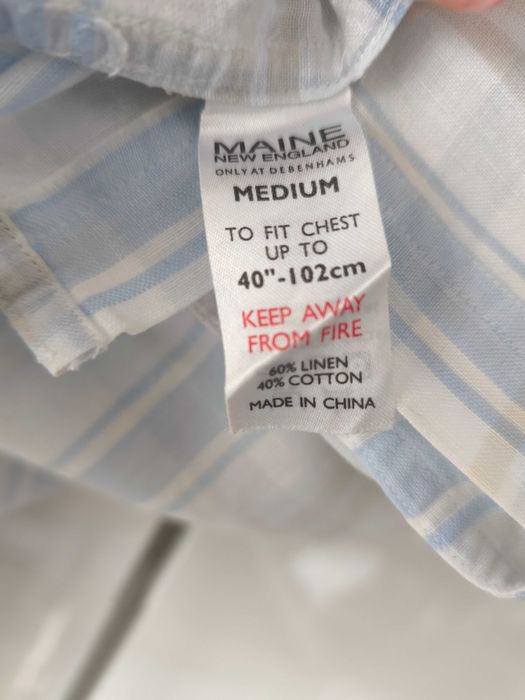 MAINE
NEW ENGLAND
ONLY AT DEBENHAMS
MEDIUM
TO FIT CHEST
UP TO
40"-102cm
KEEP AWAY
FROM FIRE
60% LINEN
40% COTTON
MADE IN CHINA